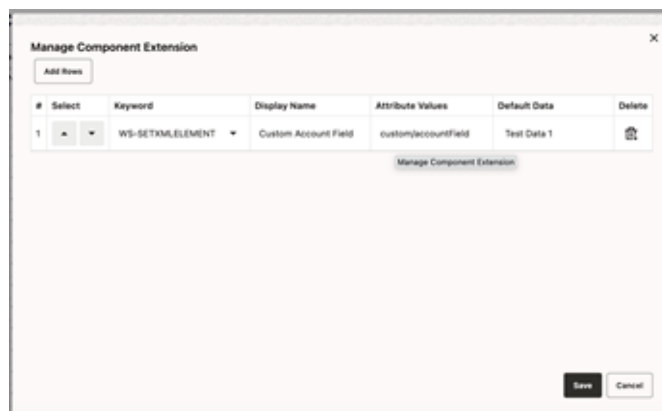 Manage Component Extension
Add Rows
# Select Keyword Display Name Attribute Values Default Data Delete
1 WS-SETXMLELEMENT Custom Account Field custom/accountField Test Data 1
Manage Component Extension
Save Cancel